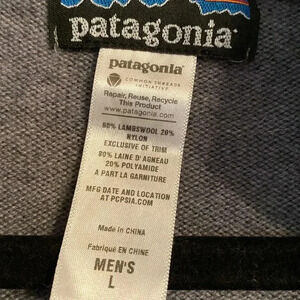 patagonia
patagonia
COMMON THREADS
INITIATIVE
Repair, Reuse, Recycle
This Product
www.patagonia.com
80% LAMBSWOOL 20%
NYLON
EXCLUSIVE OF TRIM
80% LAINE D'AGNEAU
20% POLYAMIDE
A PART LA GARNITURE
MFG DATE AND LOCATION
AT PCPSIA.COM
Made in CHINA
Fabriqué EN CHINE
MEN'S
L